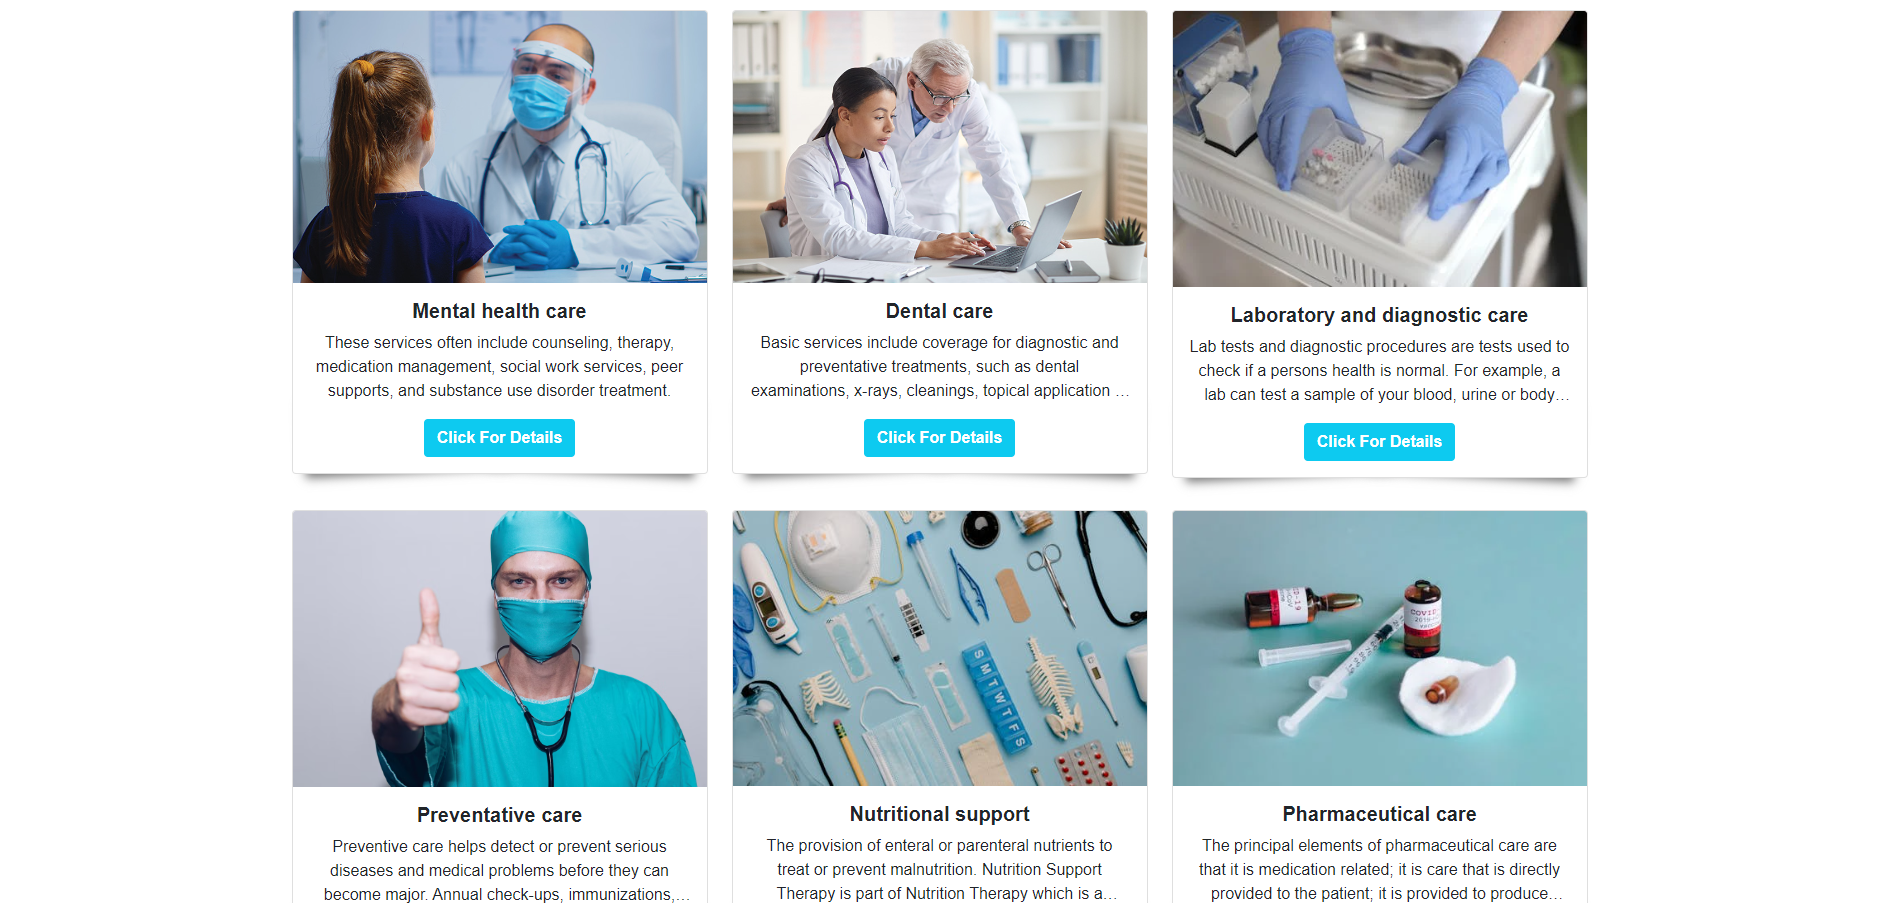 Mental health care
These services often include counseling, therapy,
medication management, social work services, peer
supports, and substance use disorder treatment.
Click For Details
Dental care
Basic services include coverage for diagnostic and
preventative treatments, such as dental
examinations, x-rays, cleanings, topical application …
Click For Details
Laboratory and diagnostic care
Lab tests and diagnostic procedures are tests used to
check if a persons health is normal. For example, a
lab can test a sample of your blood, urine or body…
Click For Details
SMTWTFS
COVID
Preventative care
Preventive care helps detect or prevent serious
diseases and medical problems before they can
become major. Annual check-ups, immunizations,…
Nutritional support
The provision of enteral or parenteral nutrients to
treat or prevent malnutrition. Nutrition Support
Therapy is part of Nutrition Therapy which is a…
Pharmaceutical care
The principal elements of pharmaceutical care are
that it is medication related; it is care that is directly
provided to the patient; it is provided to produce…